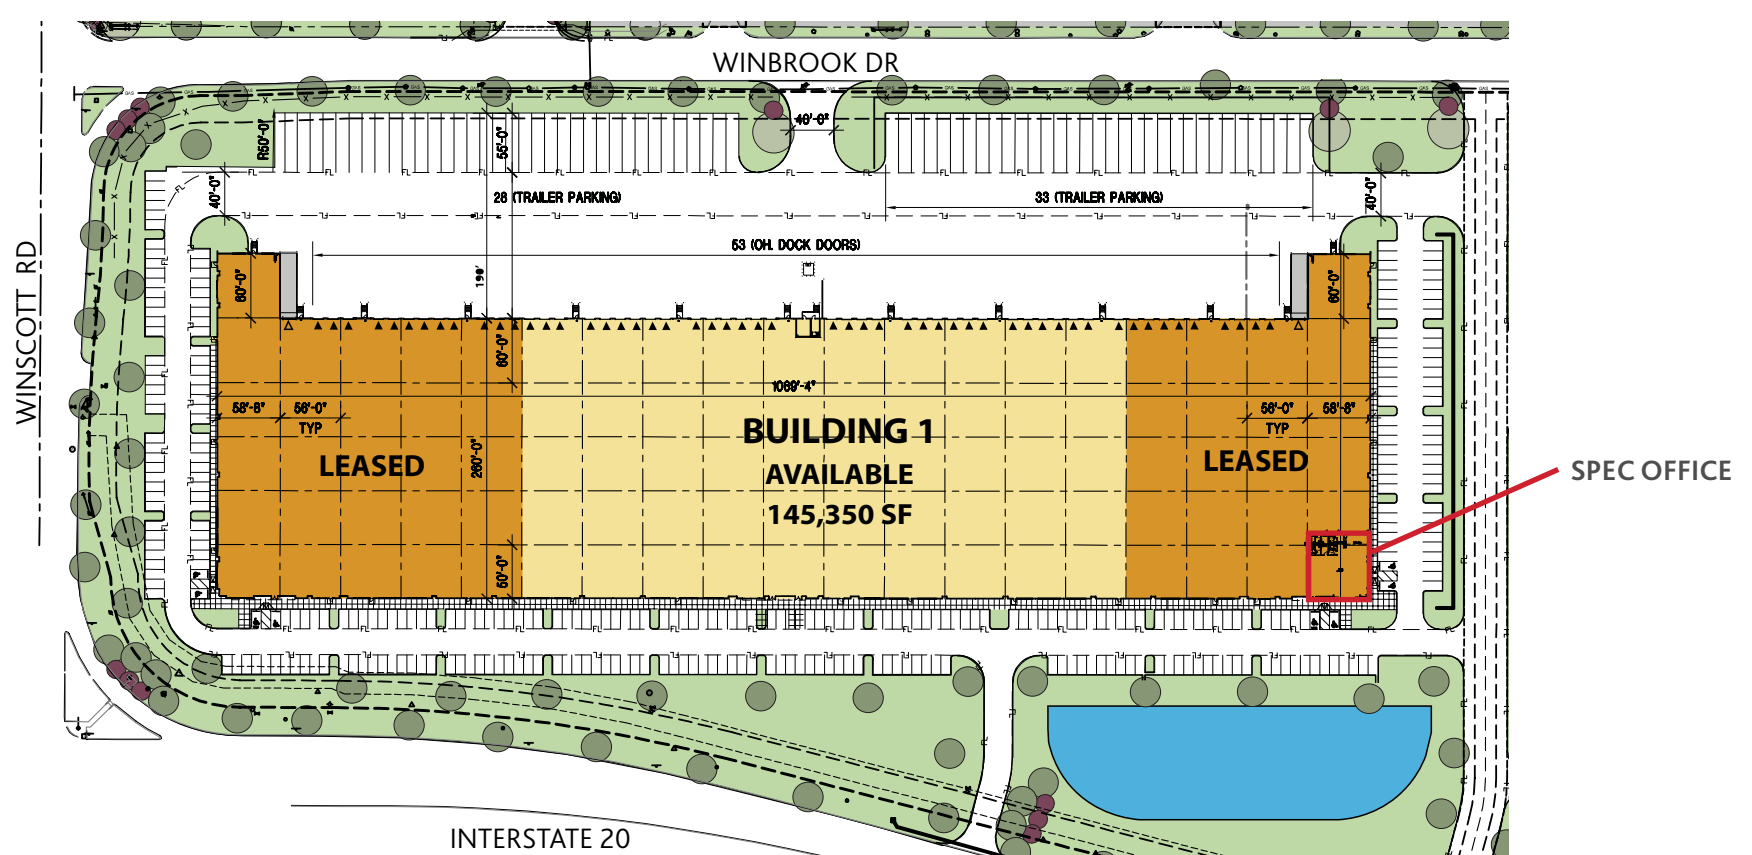 WINBROOK DR
40'-0"
R50'-0"
55'-0"
40'-0"
28 (TRAILER PARKING)
33 (TRAILER PARKING)
40'-0"
53 (OH. DOCK DOORS)
WINSCOTT RD
60'-0"
190'
60'-0"
60'-0"
1069'-4"
58'-8"
56'-0"
TYP
56'-0"
TYP
58'-8"
BUILDING 1
AVAILABLE
145,350 SF
LEASED
260'-0"
LEASED
SPEC OFFICE
60'-0"
INTERSTATE 20